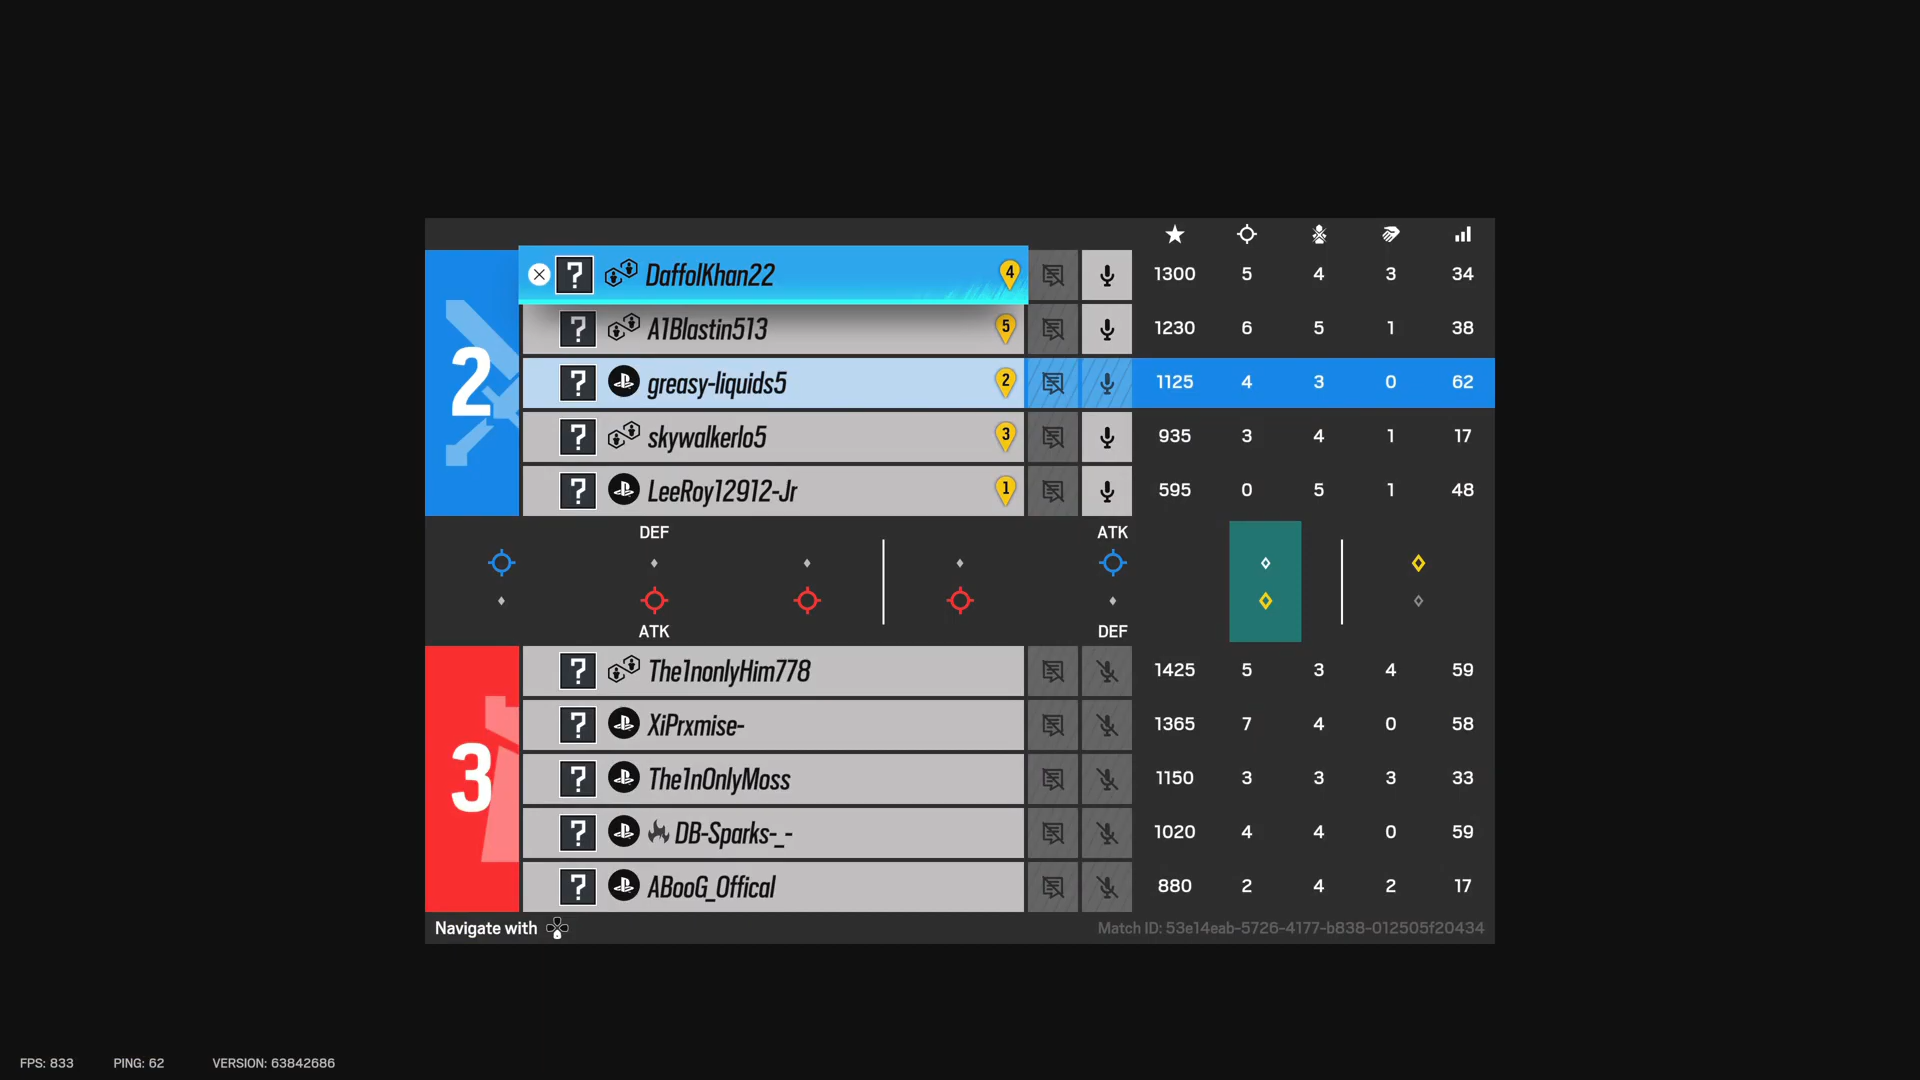 ? DaffolKhan22 4 1300 5 4 3 34
2
? A1Blastin513 5 1230 6 5 1 38
? greasy-liquids5 2 1125 4 3 0 62
? skywalkerlo5 3 935 3 4 1 17
? LeeRoy12912-Jr 1 595 0 5 1 48
DEF ATK
ATK DEF
3
? The1nonlyHim778 1425 5 3 4 59
? XiPrxmise- 1365 7 4 0 58
? The1nOnlyMoss 1150 3 3 3 33
? DB-Sparks-_- 1020 4 4 0 59
? ABooG_Offical 880 2 4 2 17
Navigate with Match ID: 53e14eab-5726-4177-b838-012505f20434
FPS: 833 PING: 62 VERSION: 63842686